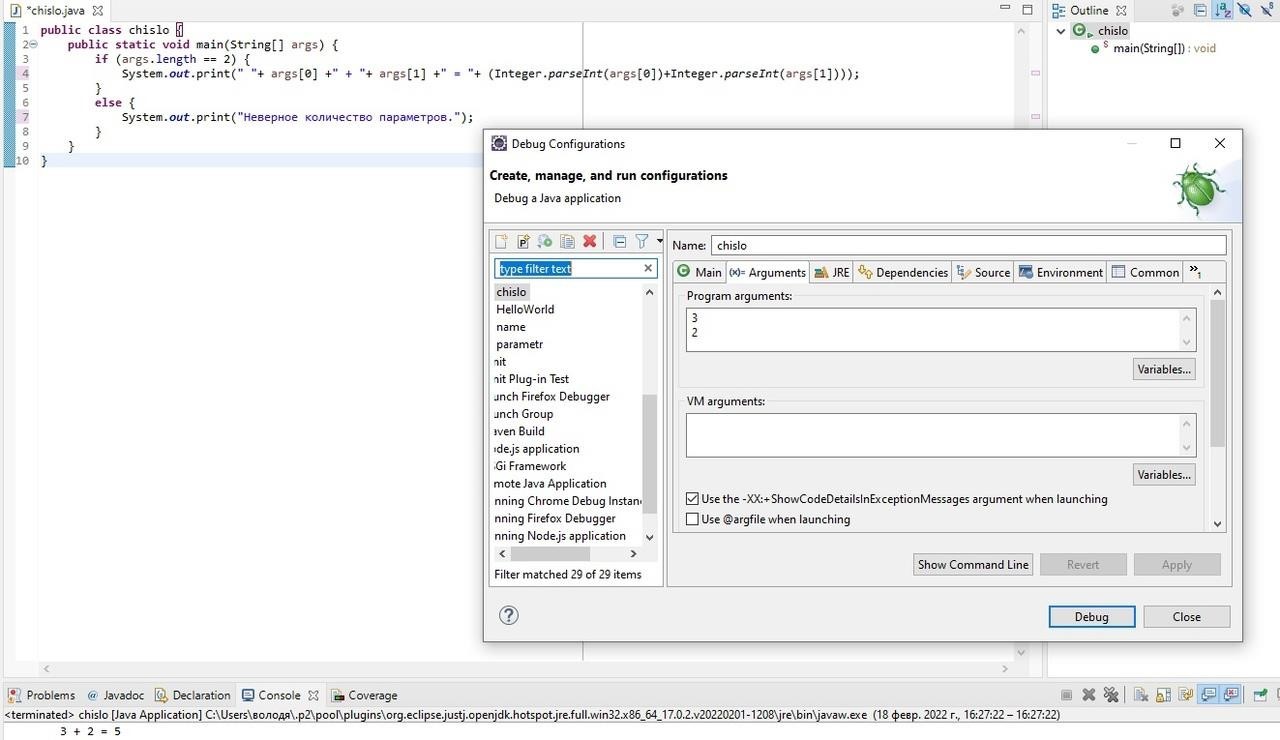 *chislo.java
1 public class chislo {
2 public static void main(String[] args) {
3 if (args.length == 2) {
4 System.out.print(" "+ args[0] +" + "+ args[1] +" = "+ (Integer.parseInt(args[0])+Integer.parseInt(args[1])));
5 }
6 else {
7 System.out.print("Неверное количество параметров.");
8 }
9 }
10 }
Outline
chislo
main(String[]) : void
Debug Configurations
Create, manage, and run configurations
Debug a Java application
type filter text
chislo
HelloWorld
name
parametr
nit
nit Plug-in Test
unch Firefox Debugger
unch Group
aven Build
de.js application
Gi Framework
mote Java Application
nning Chrome Debug Instan
nning Firefox Debugger
nning Node.js application
Filter matched 29 of 29 items
Name: chislo
Main (x)= Arguments JRE Dependencies Source Environment Common »1
Program arguments:
3
2
Variables...
VM arguments:
Variables...
Use the -XX:+ShowCodeDetailsInExceptionMessages argument when launching
Use @argfile when launching
Show Command Line Revert Apply
Debug Close
Problems @ Javadoc Declaration Console Coverage
<terminated> chislo [Java Application] C:\Users\володя\.p2\pool\plugins\org.eclipse.justj.openjdk.hotspot.jre.full.win32.x86_64_17.0.2.v20220201-1208\jre\bin\javaw.exe (18 февр. 2022 г., 16:27:22 – 16:27:22)
3 + 2 = 5